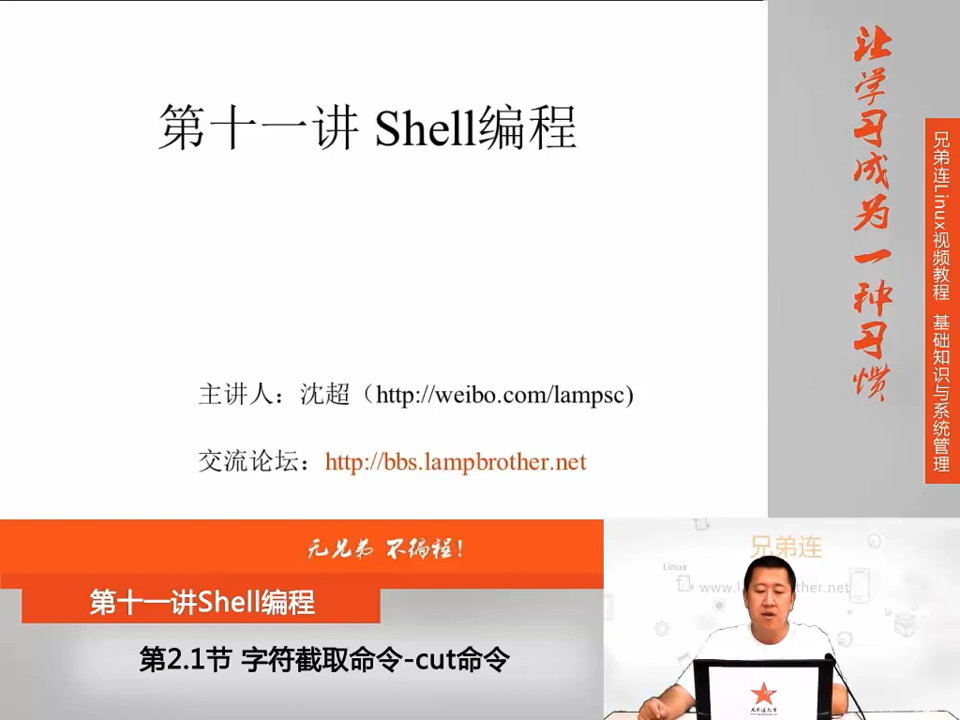 第十一讲 Shell编程
主讲人：沈超（http://weibo.com/lampsc)
交流论坛：http://bbs.lampbrother.net
让学习成为一种习惯
兄弟连Linux视频教程 基础知识与系统管理
无兄弟 不编程！
第十一讲Shell编程
第2.1节 字符截取命令-cut命令
兄弟连
Linux